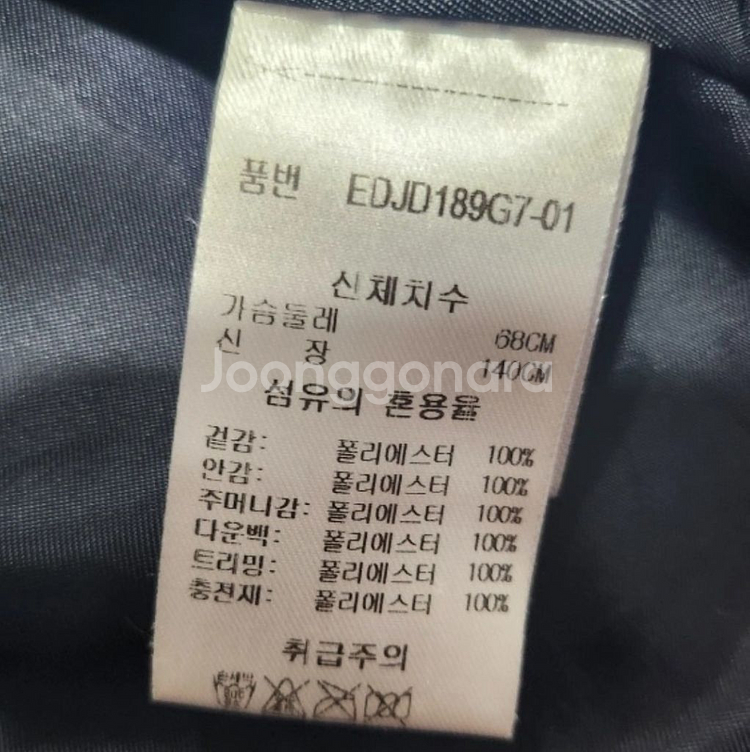 품번 EDJD189G7-01
신체치수
가슴둘레 68CM
신 장 140CM
Joonggonara
섬유의 혼용율
겉감: 폴리에스터 100%
안감: 폴리에스터 100%
주머니감: 폴리에스터 100%
다운백: 폴리에스터 100%
트리밍: 폴리에스터 100%
충전재: 폴리에스터 100%
취급주의